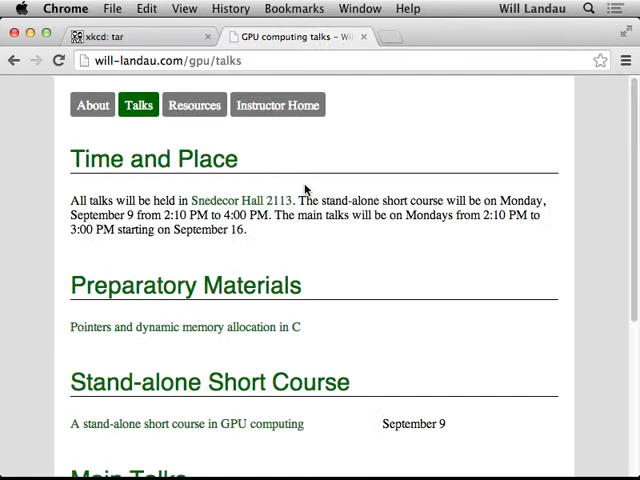 Chrome File Edit View History Bookmarks Window Help Will Landau
xkcd: tar × GPU computing talks – Wi ×
will-landau.com/gpu/talks
About Talks Resources Instructor Home
Time and Place
All talks will be held in Snedecor Hall 2113. The stand-alone short course will be on Monday,
September 9 from 2:10 PM to 4:00 PM. The main talks will be on Mondays from 2:10 PM to
3:00 PM starting on September 16.
Preparatory Materials
Pointers and dynamic memory allocation in C
Stand-alone Short Course
A stand-alone short course in GPU computing September 9
Main Talks